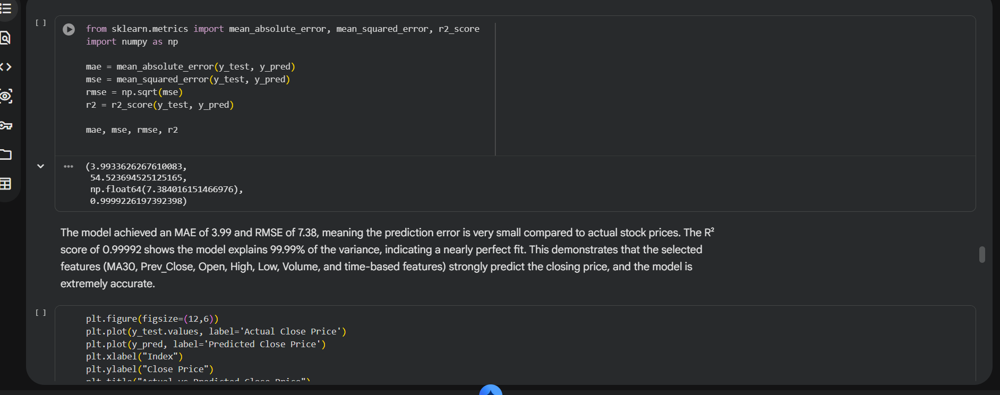 [ ]
from sklearn.metrics import mean_absolute_error, mean_squared_error, r2_score
import numpy as np
mae = mean_absolute_error(y_test, y_pred)
mse = mean_squared_error(y_test, y_pred)
rmse = np.sqrt(mse)
r2 = r2_score(y_test, y_pred)
mae, mse, rmse, r2
(3.9933626267610083,
54.523694525125165,
np.float64(7.384016151466976),
0.9999226197392398)
The model achieved an MAE of 3.99 and RMSE of 7.38, meaning the prediction error is very small compared to actual stock prices. The R²
score of 0.99992 shows the model explains 99.99% of the variance, indicating a nearly perfect fit. This demonstrates that the selected
features (MA30, Prev_Close, Open, High, Low, Volume, and time-based features) strongly predict the closing price, and the model is
extremely accurate.
[ ]
plt.figure(figsize=(12,6))
plt.plot(y_test.values, label='Actual Close Price')
plt.plot(y_pred, label='Predicted Close Price')
plt.xlabel("Index")
plt.ylabel("Close Price")
plt.title("Actual vs Predicted Close Price")